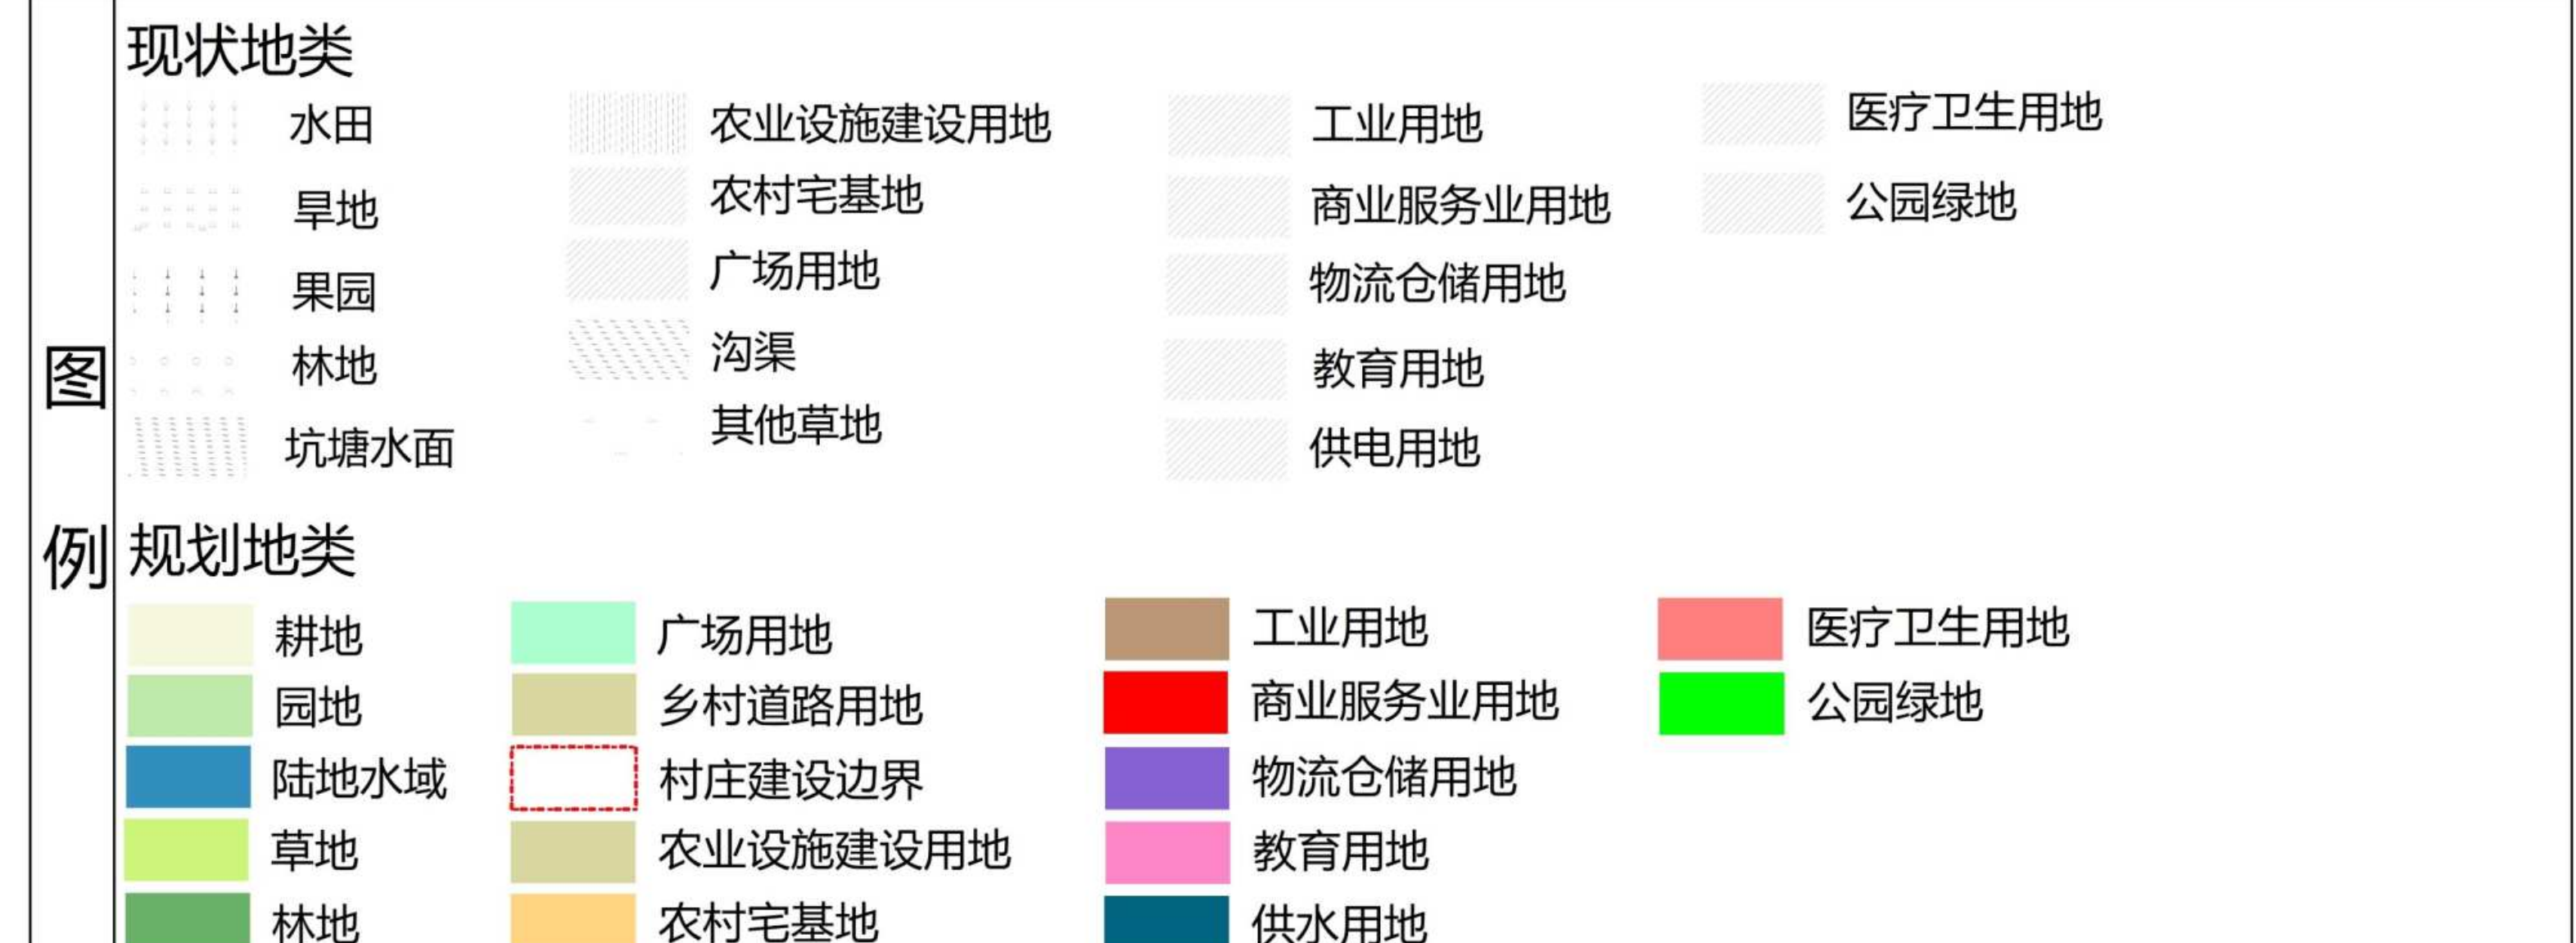 图例
现状地类
水田
旱地
果园
林地
坑塘水面
农业设施建设用地
农村宅基地
广场用地
沟渠
其他草地
工业用地
商业服务业用地
物流仓储用地
教育用地
供电用地
医疗卫生用地
公园绿地
规划地类
耕地
园地
陆地水域
草地
林地
广场用地
乡村道路用地
村庄建设边界
农业设施建设用地
农村宅基地
工业用地
商业服务业用地
物流仓储用地
教育用地
供水用地
医疗卫生用地
公园绿地